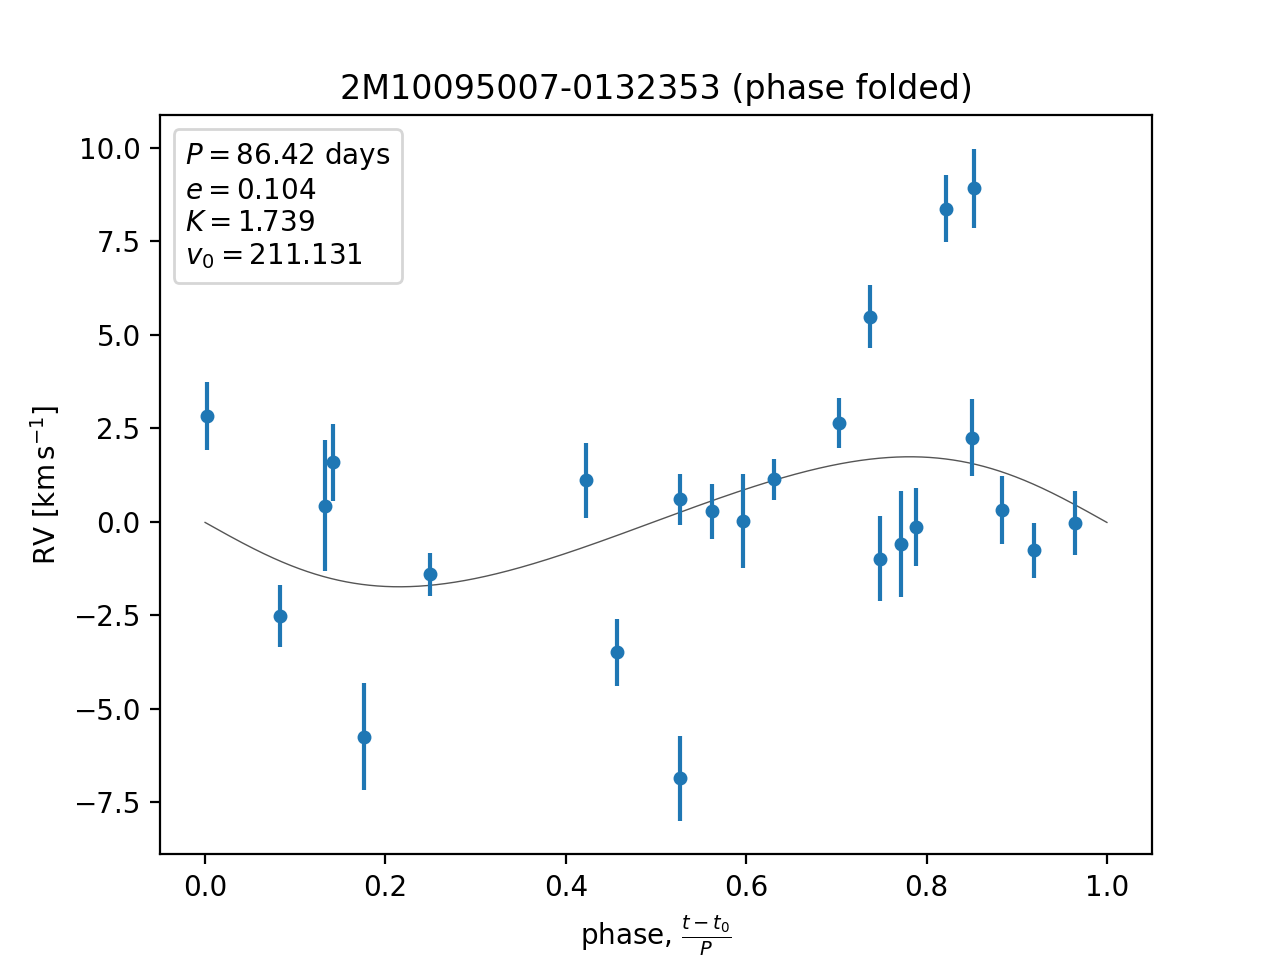 2M10095007-0132353 (phase folded)
P = 86.42 days
e = 0.104
K = 1.739
v₀ = 211.131
RV [km s⁻¹]
10.0
7.5
5.0
2.5
0.0
−2.5
−5.0
−7.5
0.0 0.2 0.4 0.6 0.8 1.0
phase, (t − t₀)/P